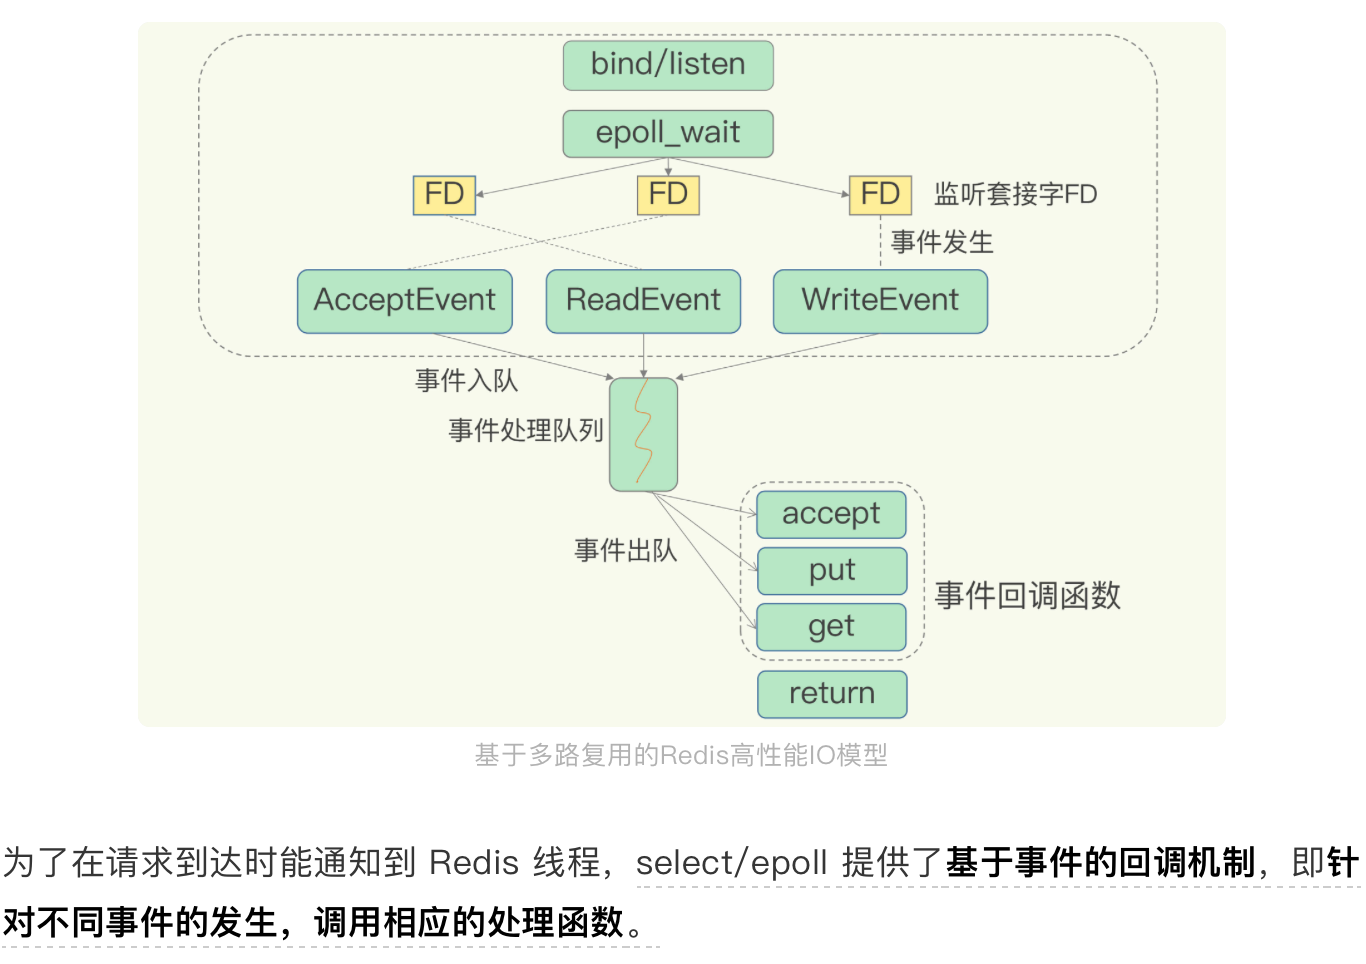 bind/listen
epoll_wait
FD FD FD 监听套接字FD
事件发生
AcceptEvent ReadEvent WriteEvent
事件入队
事件处理队列
accept
事件出队
put
事件回调函数
get
return
基于多路复用的Redis高性能IO模型
为了在请求到达时能通知到 Redis 线程，select/epoll 提供了基于事件的回调机制，即针
对不同事件的发生，调用相应的处理函数。